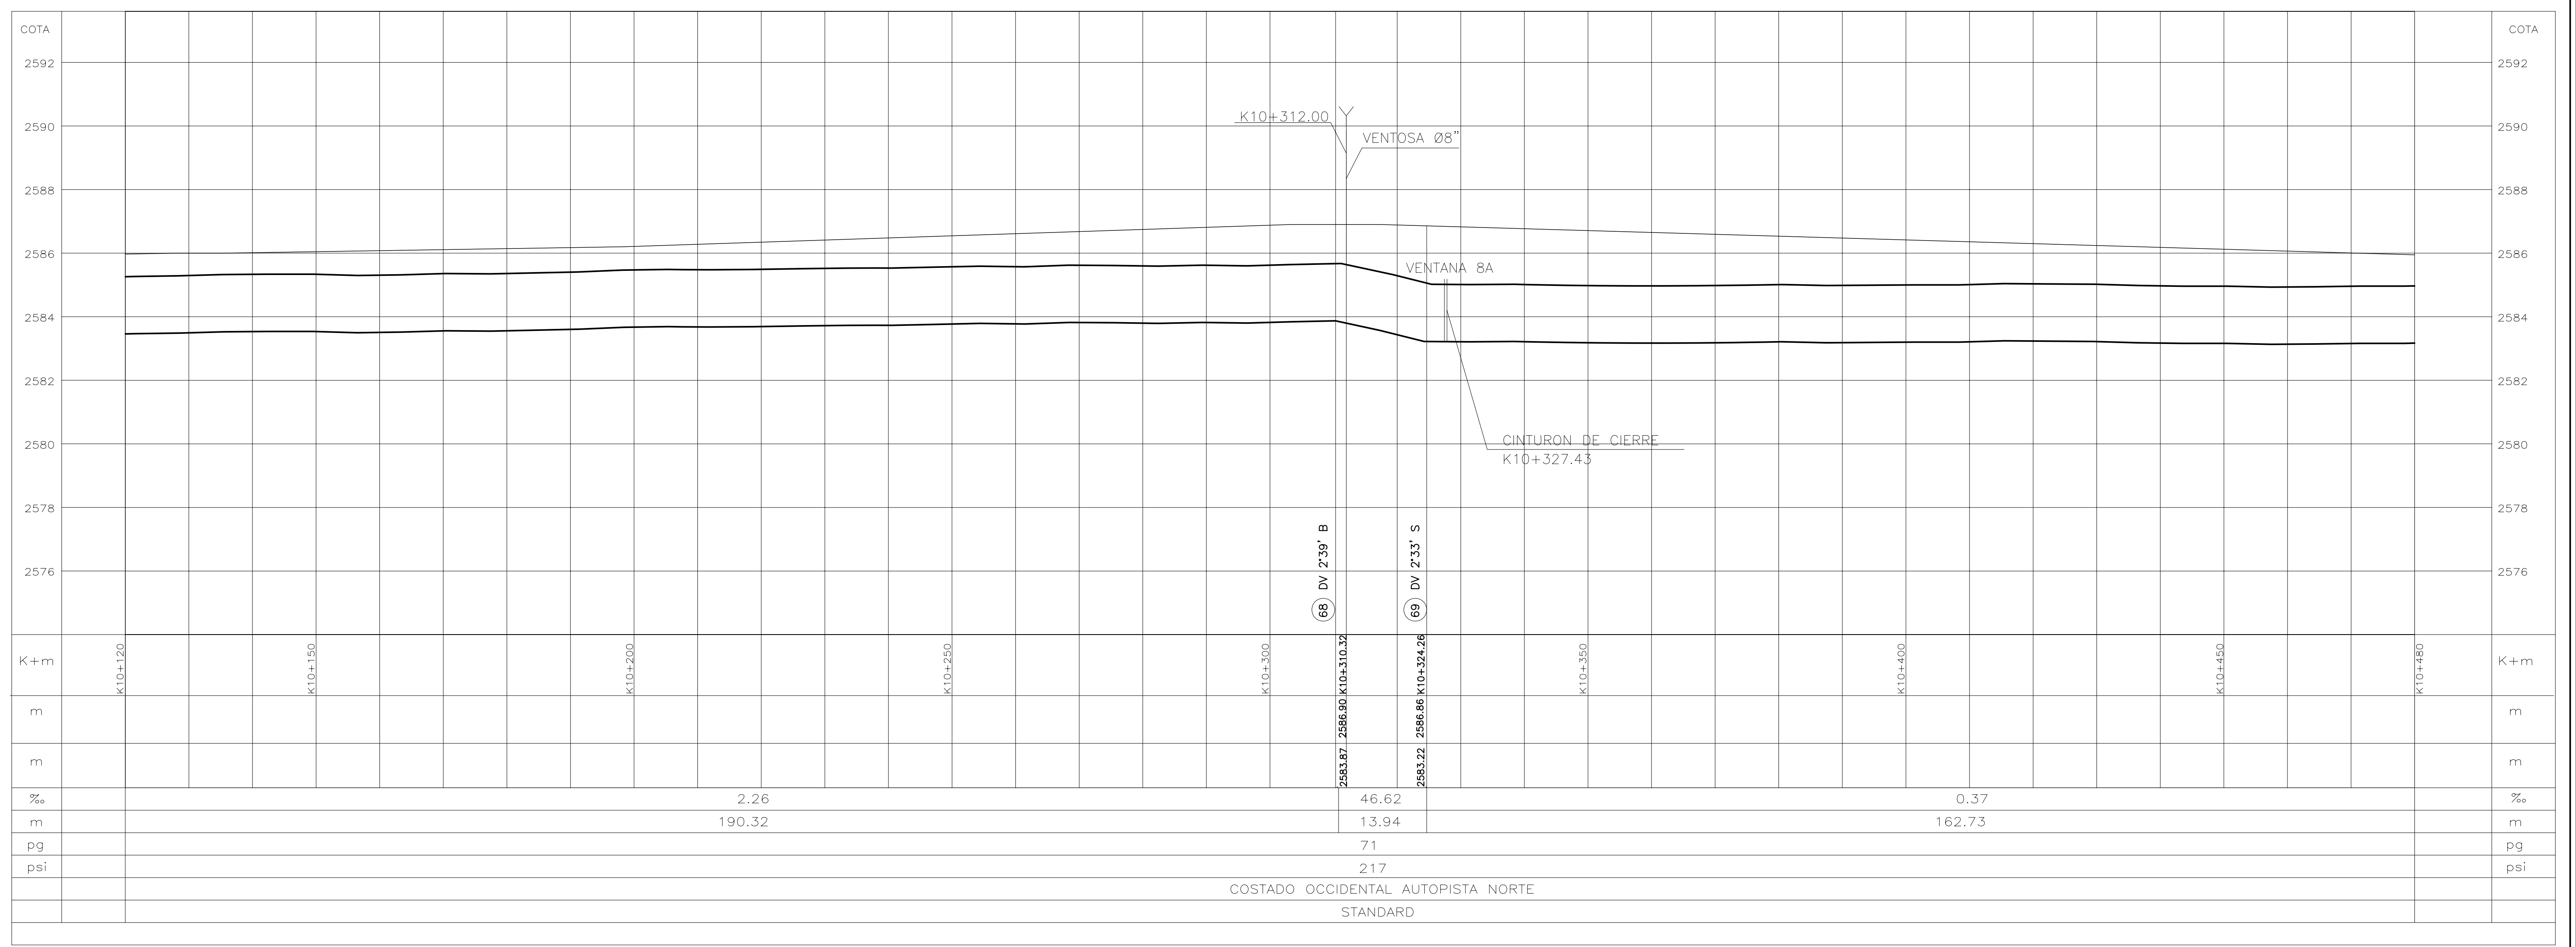 COTA COTA
2592 2592
2590 2590
2588 2588
2586 2586
2584 2584
2582 2582
2580 2580
2578 2578
2576 2576
K10+312.00
VENTOSA Ø8"
VENTANA 8A
CINTURON DE CIERRE
K10+327.43
68 DV 2°39' B
69 DV 2°33' S
K+m K10+120 K10+150 K10+200 K10+250 K10+300 K10+310.32 K10+324.26 K10+350 K10+400 K10+450 K10+480 K+m
m 2586.90 2586.86 m
m 2583.87 2583.22 m
‰ 2.26 46.62 0.37 ‰
m 190.32 13.94 162.73 m
pg 71 pg
psi 217 psi
COSTADO OCCIDENTAL AUTOPISTA NORTE
STANDARD